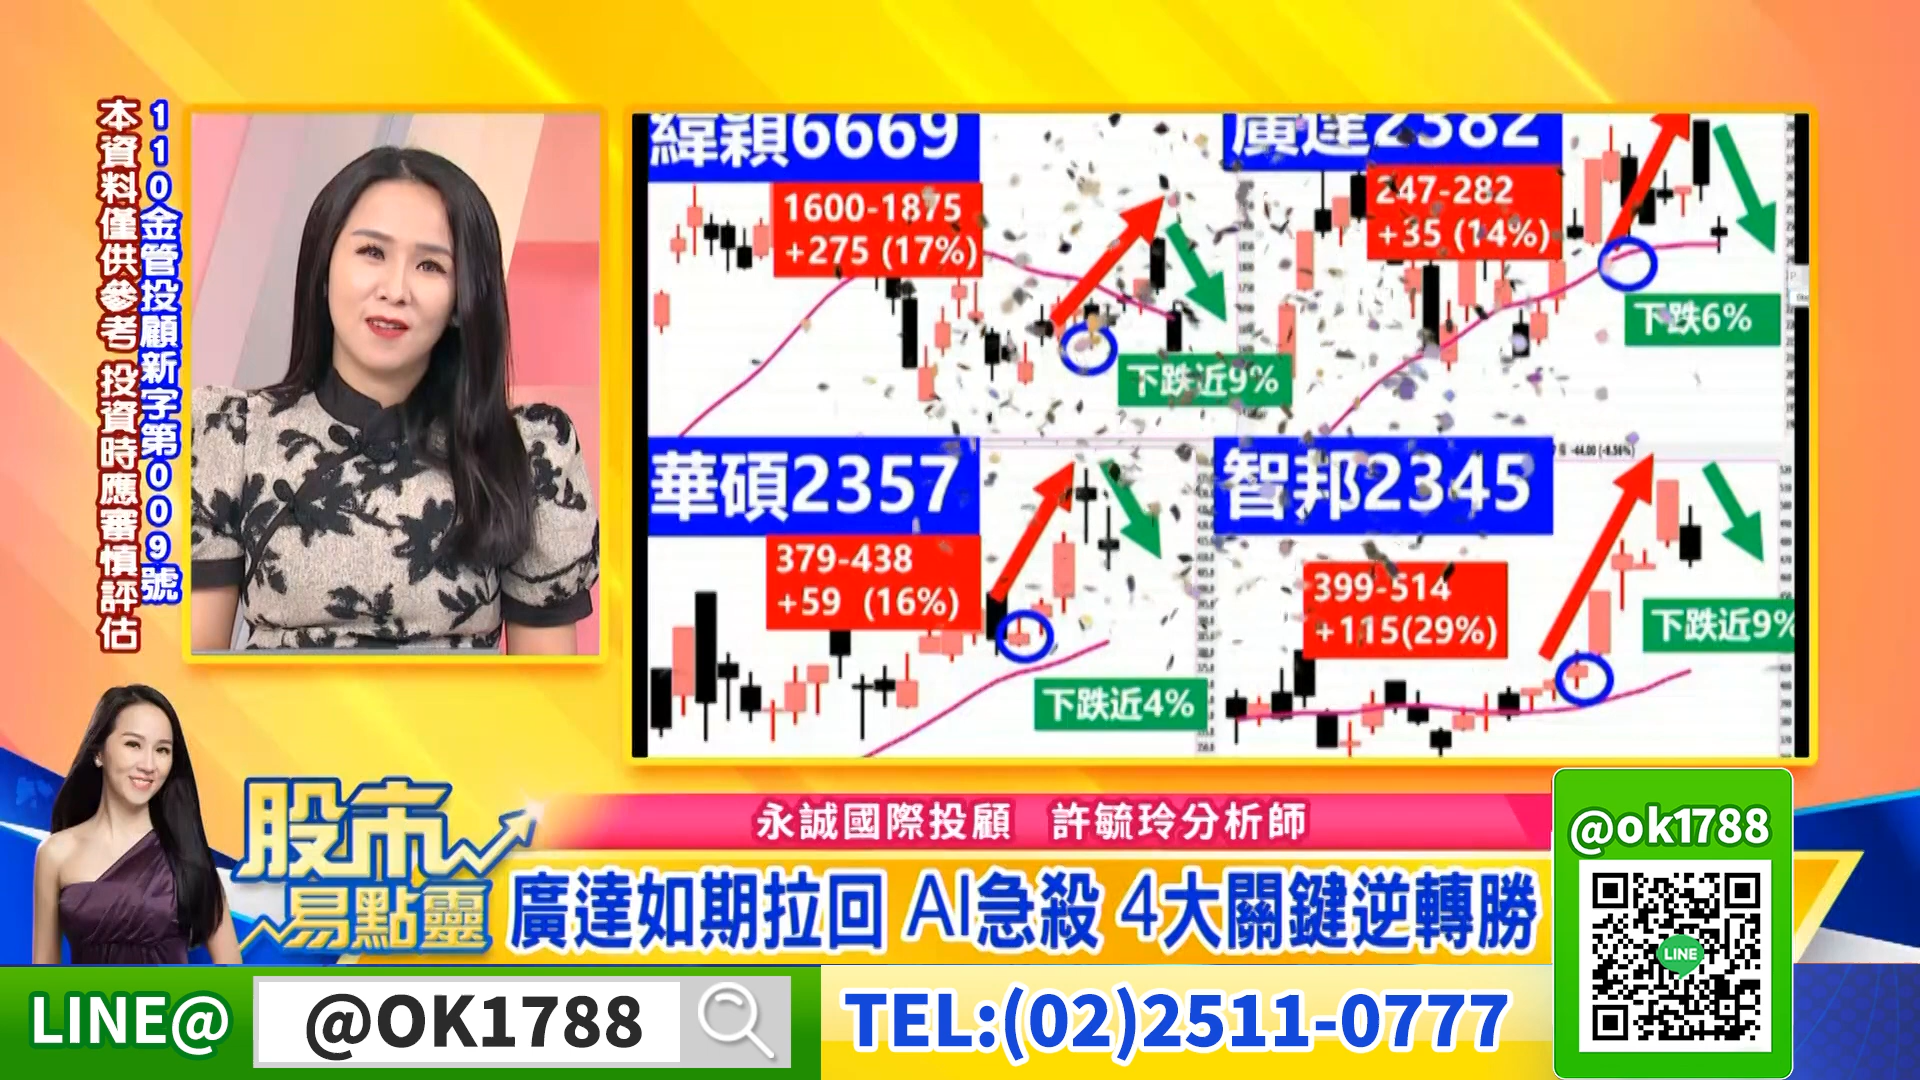 110金管投顧新字第009號
本資料僅供參考 投資時應審慎評估
緯穎6669
1600-1875
+275 (17%)
下跌近9%
廣達2382
247-282
+35 (14%)
下跌6%
華碩2357
379-438
+59 (16%)
下跌近4%
智邦2345
-44.00 (-8.56%)
399-514
+115(29%)
下跌近9%
股市
易點靈
永誠國際投顧 許毓玲分析師
廣達如期拉回 AI急殺 4大關鍵逆轉勝
@ok1788
LINE
LINE@
@OK1788
TEL:(02)2511-0777